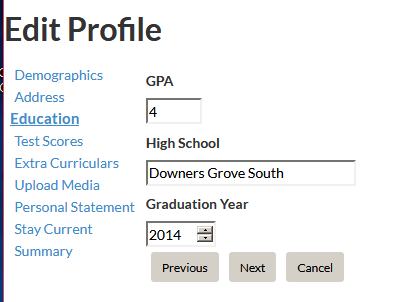 Edit Profile
Demographics
Address
Education
Test Scores
Extra Curriculars
Upload Media
Personal Statement
Stay Current
Summary
GPA
4
High School
Downers Grove South
Graduation Year
2014
Previous Next Cancel